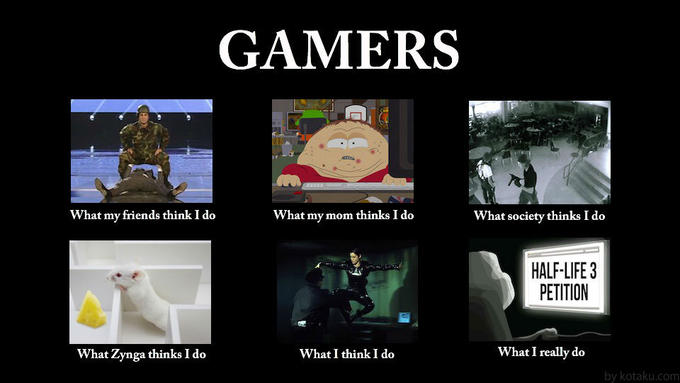 GAMERS
What my friends think I do
What my mom thinks I do
What society thinks I do
HALF-LIFE 3
PETITION
What Zynga thinks I do
What I think I do
What I really do
by kotaku.com